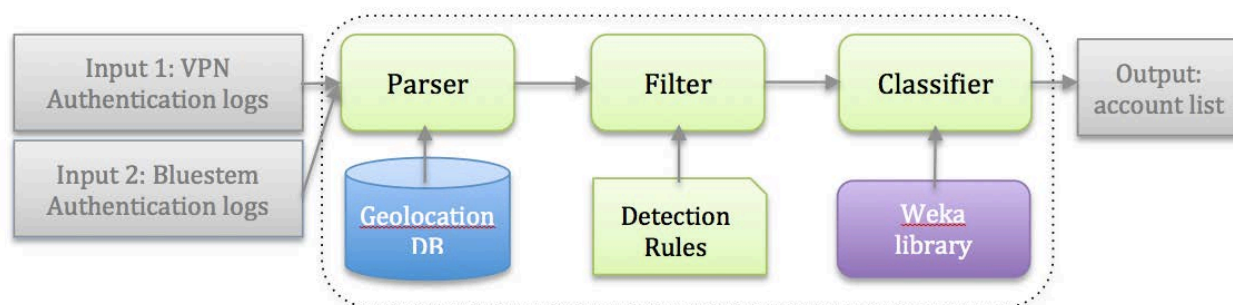 Input 1: VPN
Authentication logs
Input 2: Bluestem
Authentication logs
Parser
Filter
Classifier
Output:
account list
Geolocation
DB
Detection
Rules
Weka
library